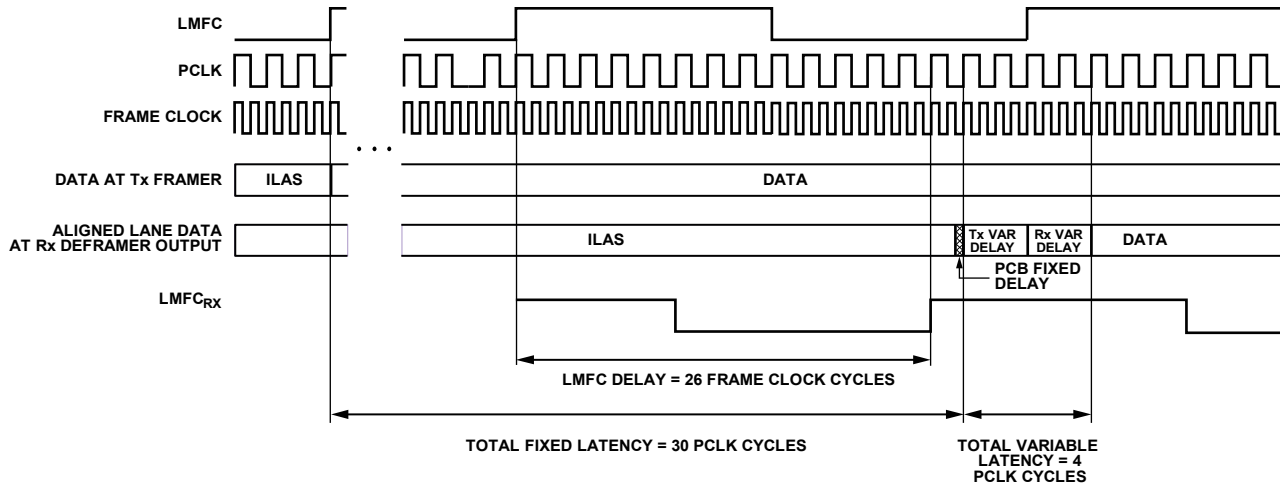 LMFC
PCLK
FRAME CLOCK
. . .
DATA AT Tx FRAMER
ILAS
DATA
ALIGNED LANE DATA
AT Rx DEFRAMER OUTPUT
ILAS
Tx VAR
DELAY
Rx VAR
DELAY
DATA
PCB FIXED
DELAY
LMFCRX
LMFC DELAY = 26 FRAME CLOCK CYCLES
TOTAL FIXED LATENCY = 30 PCLK CYCLES
TOTAL VARIABLE
LATENCY = 4
PCLK CYCLES